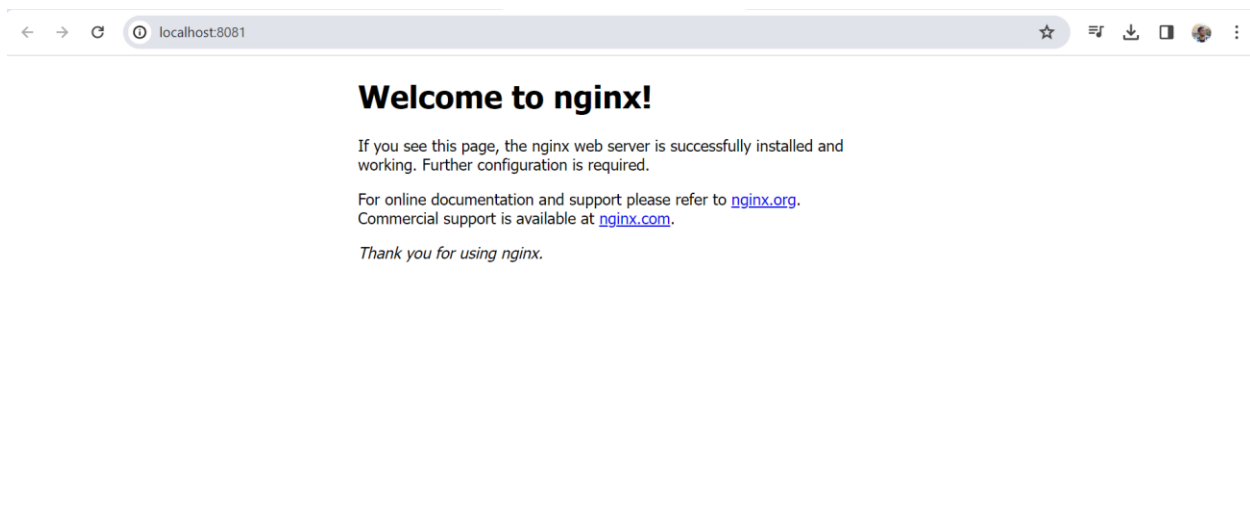 localhost:8081
Welcome to nginx!
If you see this page, the nginx web server is successfully installed and
working. Further configuration is required.
For online documentation and support please refer to nginx.org.
Commercial support is available at nginx.com.
Thank you for using nginx.